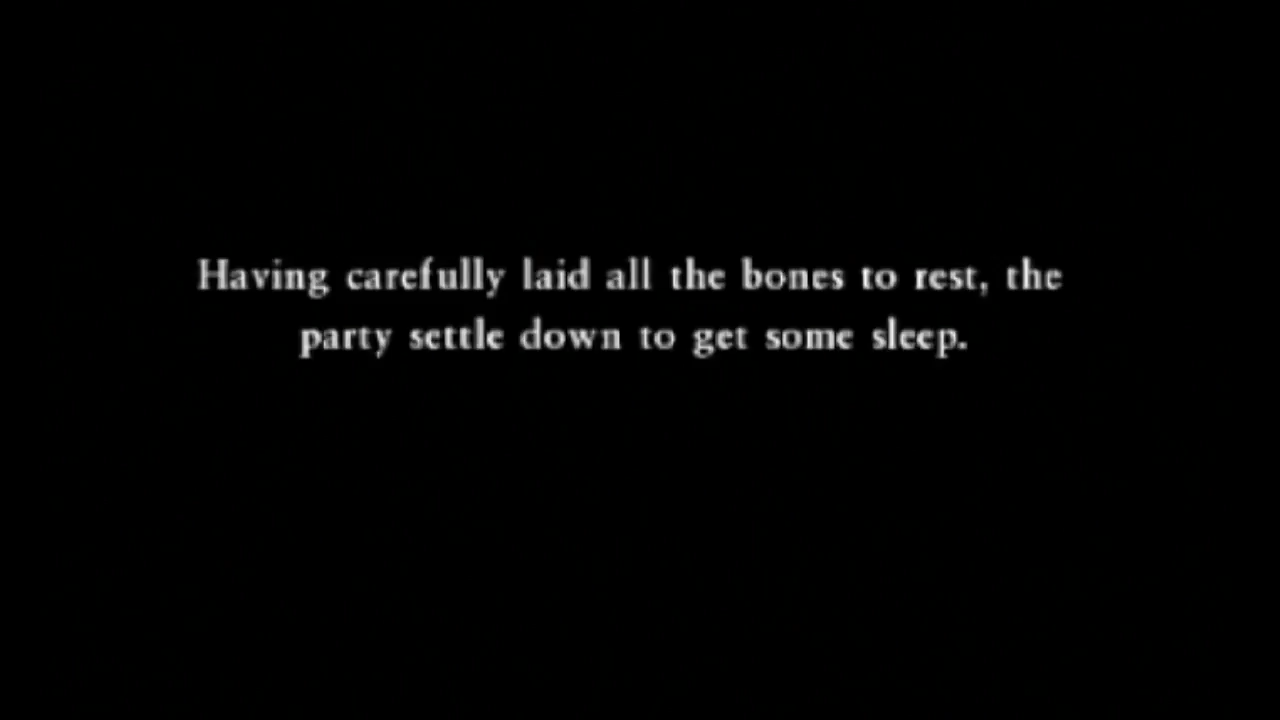 Having carefully laid all the bones to rest, the
party settle down to get some sleep.